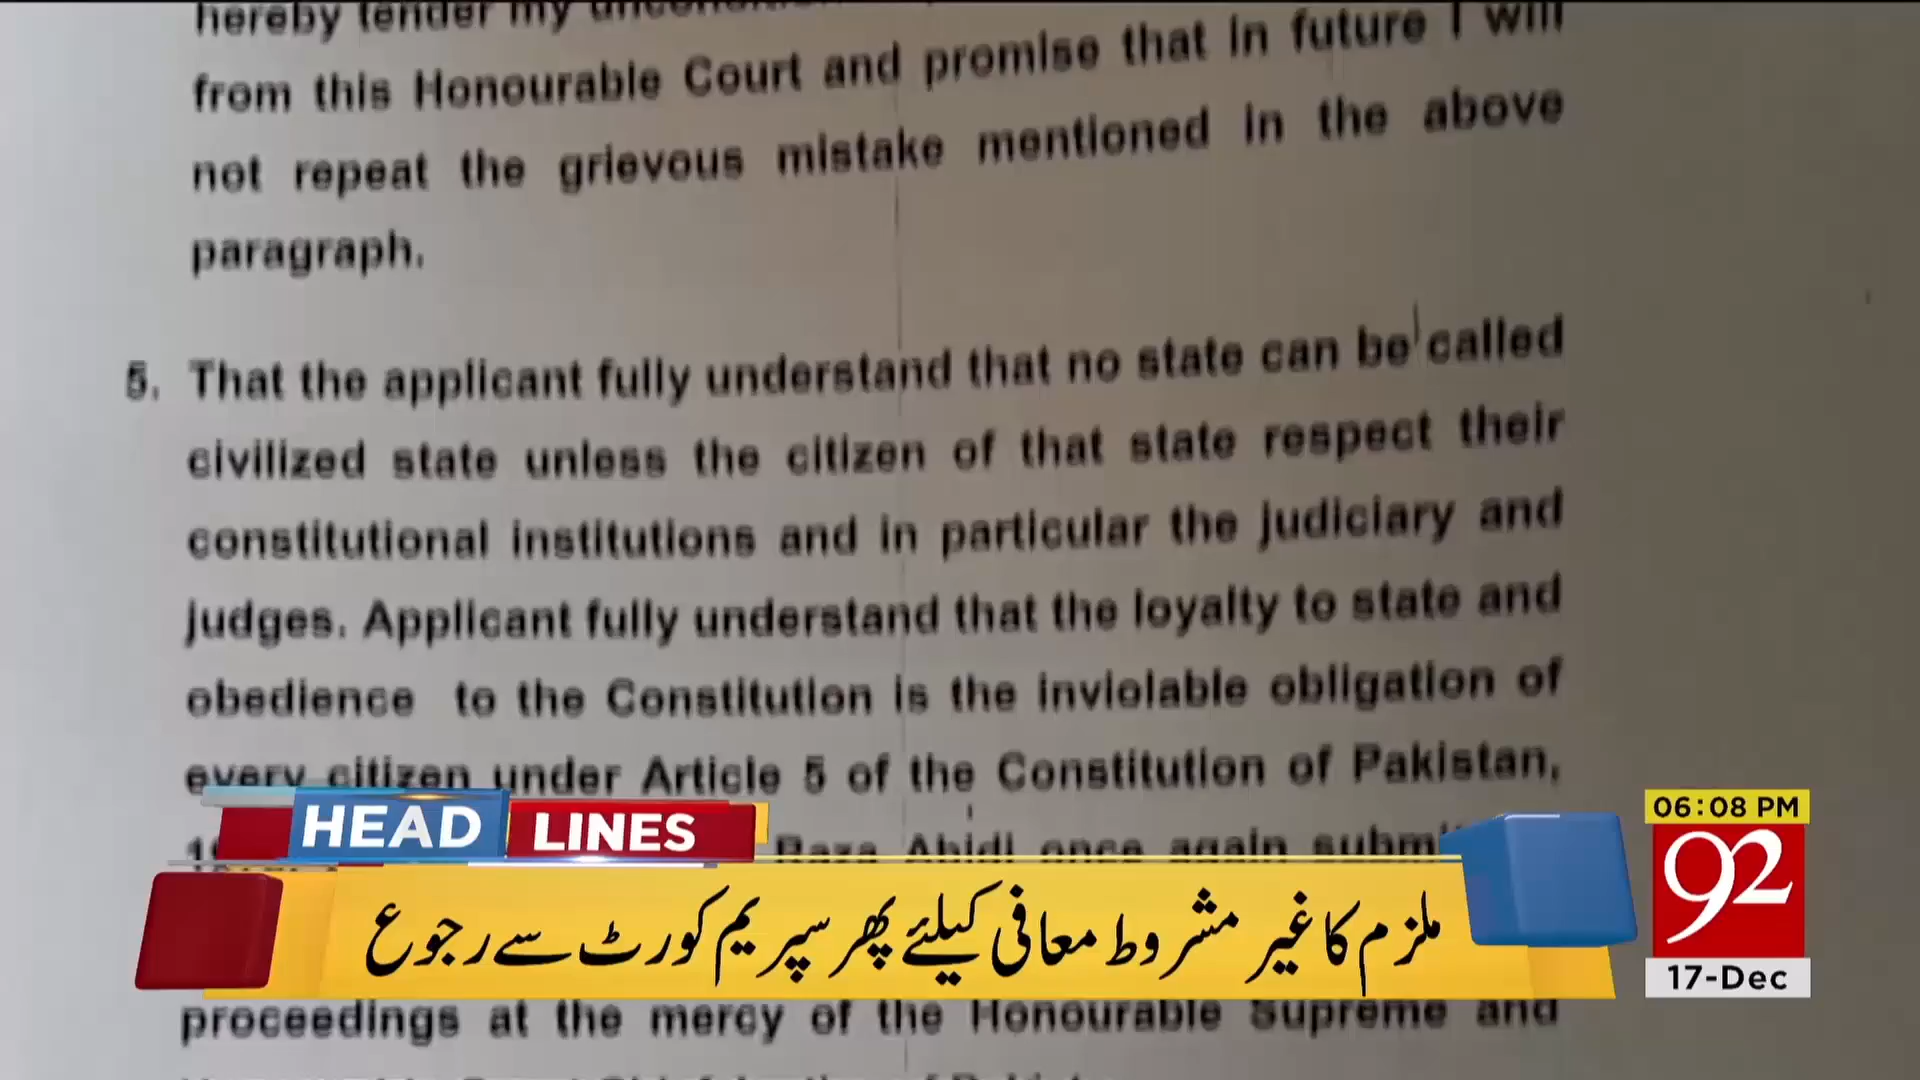 hereby tender my
from this Honourable Court and promise that in future I will
not repeat the grievous mistake mentioned in the above
paragraph.
5. That the applicant fully understand that no state can be called
civilized state unless the citizen of that state respect their
constitutional institutions and in particular the judiciary and
judges. Applicant fully understand that the loyalty to state and
obedience to the Constitution is the inviolable obligation of
every citizen under Article 5 of the Constitution of Pakistan,
Raza Abidi once again
HEAD LINES
06:08 PM
92
17-Dec
ملزم کا غیر مشروط معافی کیلئے پھر سپریم کورٹ سے رجوع
proceedings at the mercy of the Honourable Supreme and